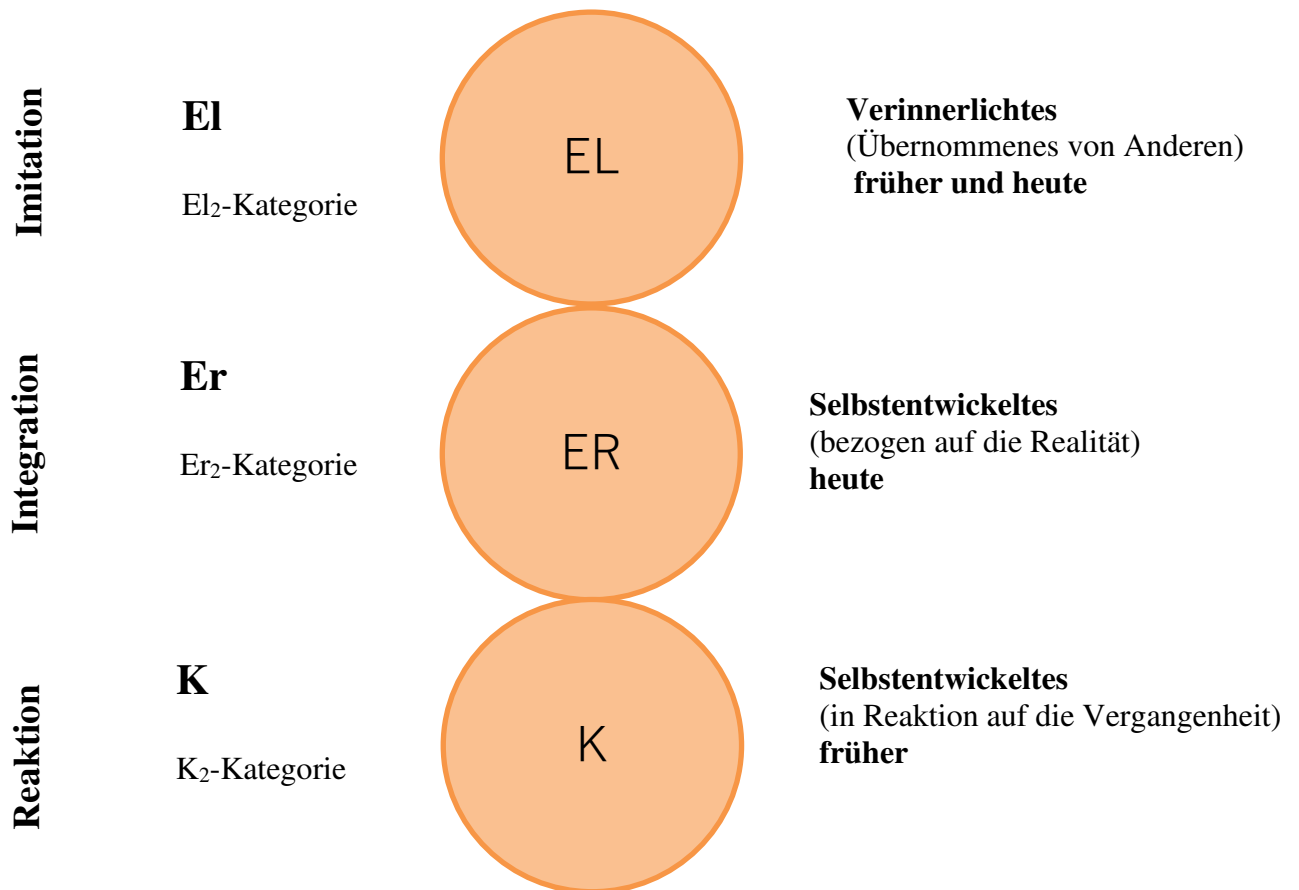 Imitation
El
El₂-Kategorie
EL
Verinnerlichtes
(Übernommenes von Anderen)
früher und heute
Integration
Er
Er₂-Kategorie
ER
Selbstentwickeltes
(bezogen auf die Realität)
heute
Reaktion
K
K₂-Kategorie
K
Selbstentwickeltes
(in Reaktion auf die Vergangenheit)
früher